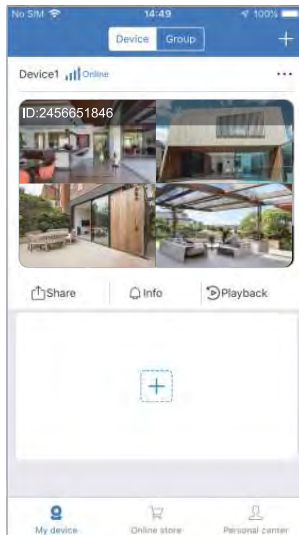 No SIM 14:49 100%
Device Group
Device1 Online
ID:2456651846
Share Info Playback
My device Online store Personal center